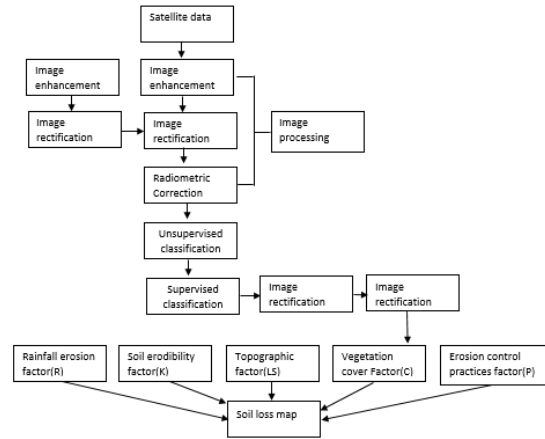 Satellite data
Image
enhancement
Image
enhancement
Image
rectification
Image
rectification
Image
processing
Radiometric
Correction
Unsupervised
classification
Supervised
classification
Image
rectification
Image
rectification
Rainfall erosion
factor(R)
Soil erodibility
factor(K)
Topographic
factor(LS)
Vegetation
cover Factor(C)
Erosion control
practices factor(P)
Soil loss map